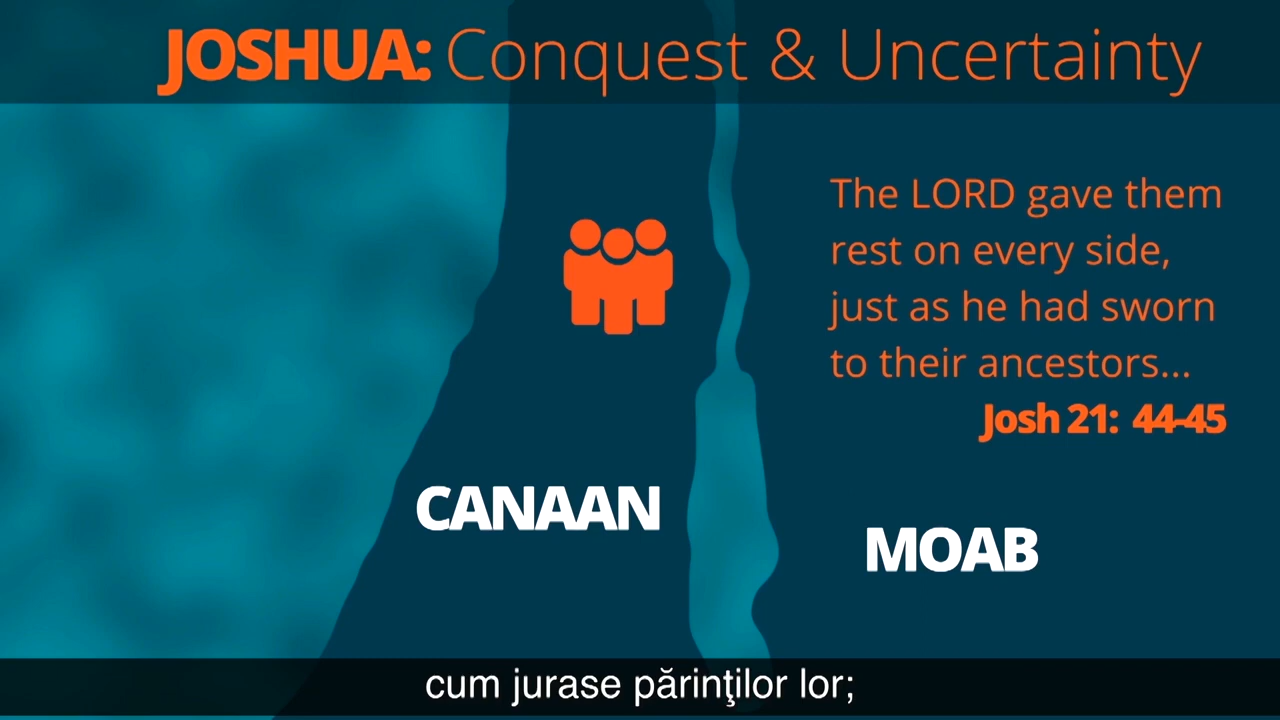 JOSHUA: Conquest & Uncertainty
The LORD gave them
rest on every side,
just as he had sworn
to their ancestors...
Josh 21: 44-45
CANAAN
MOAB
cum jurase părinţilor lor;